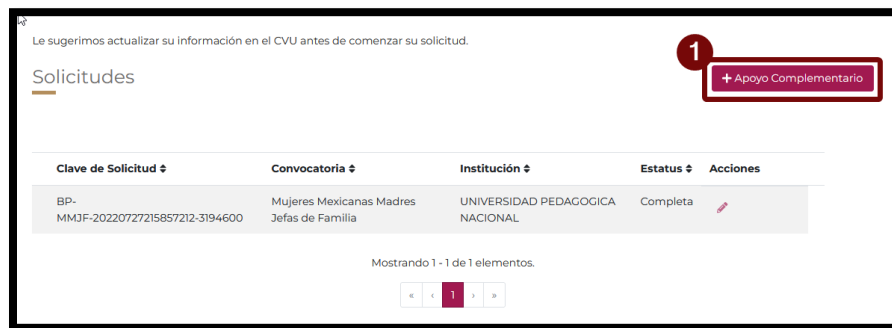 Le sugerimos actualizar su información en el CVU antes de comenzar su solicitud.
1
Solicitudes
+ Apoyo Complementario
Clave de Solicitud Convocatoria Institución Estatus Acciones
BP- Mujeres Mexicanas Madres UNIVERSIDAD PEDAGOGICA Completa
MMJF-20220727215857212-3194600 Jefas de Familia NACIONAL
Mostrando 1 - 1 de 1 elementos.
« ‹ 1 › »